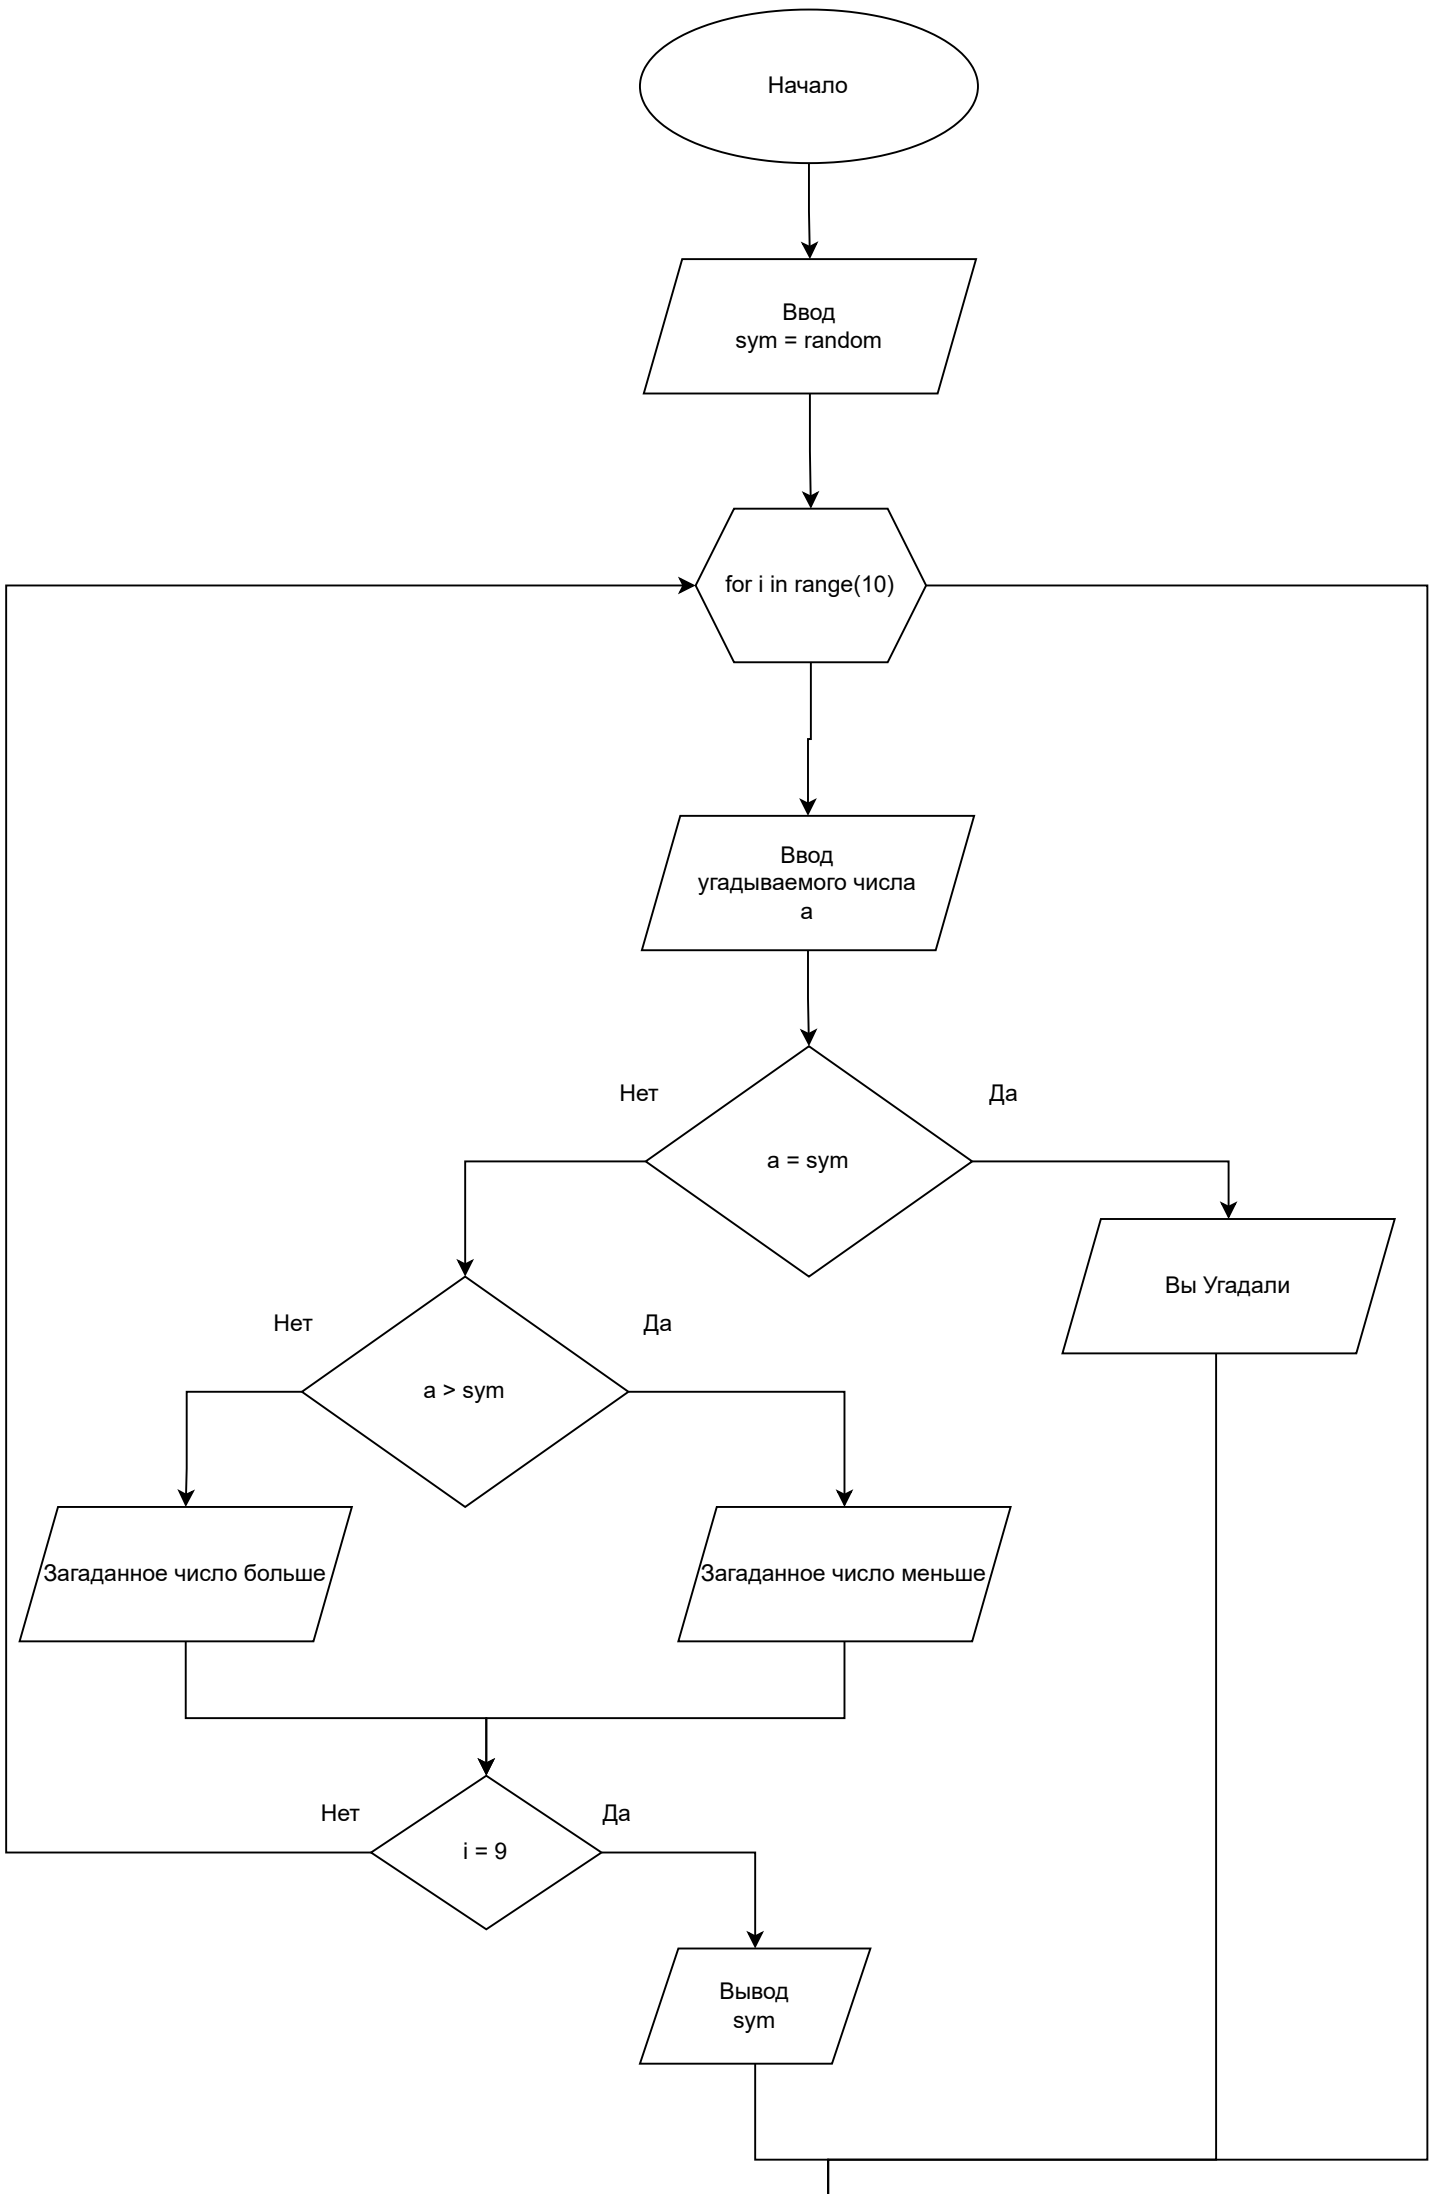 Начало
Ввод
sym = random
for i in range(10)
Ввод
угадываемого числа
a
Нет
Да
a = sym
Вы Угадали
Нет
Да
a > sym
Загаданное число больше
Загаданное число меньше
Нет
Да
i = 9
Вывод
sym